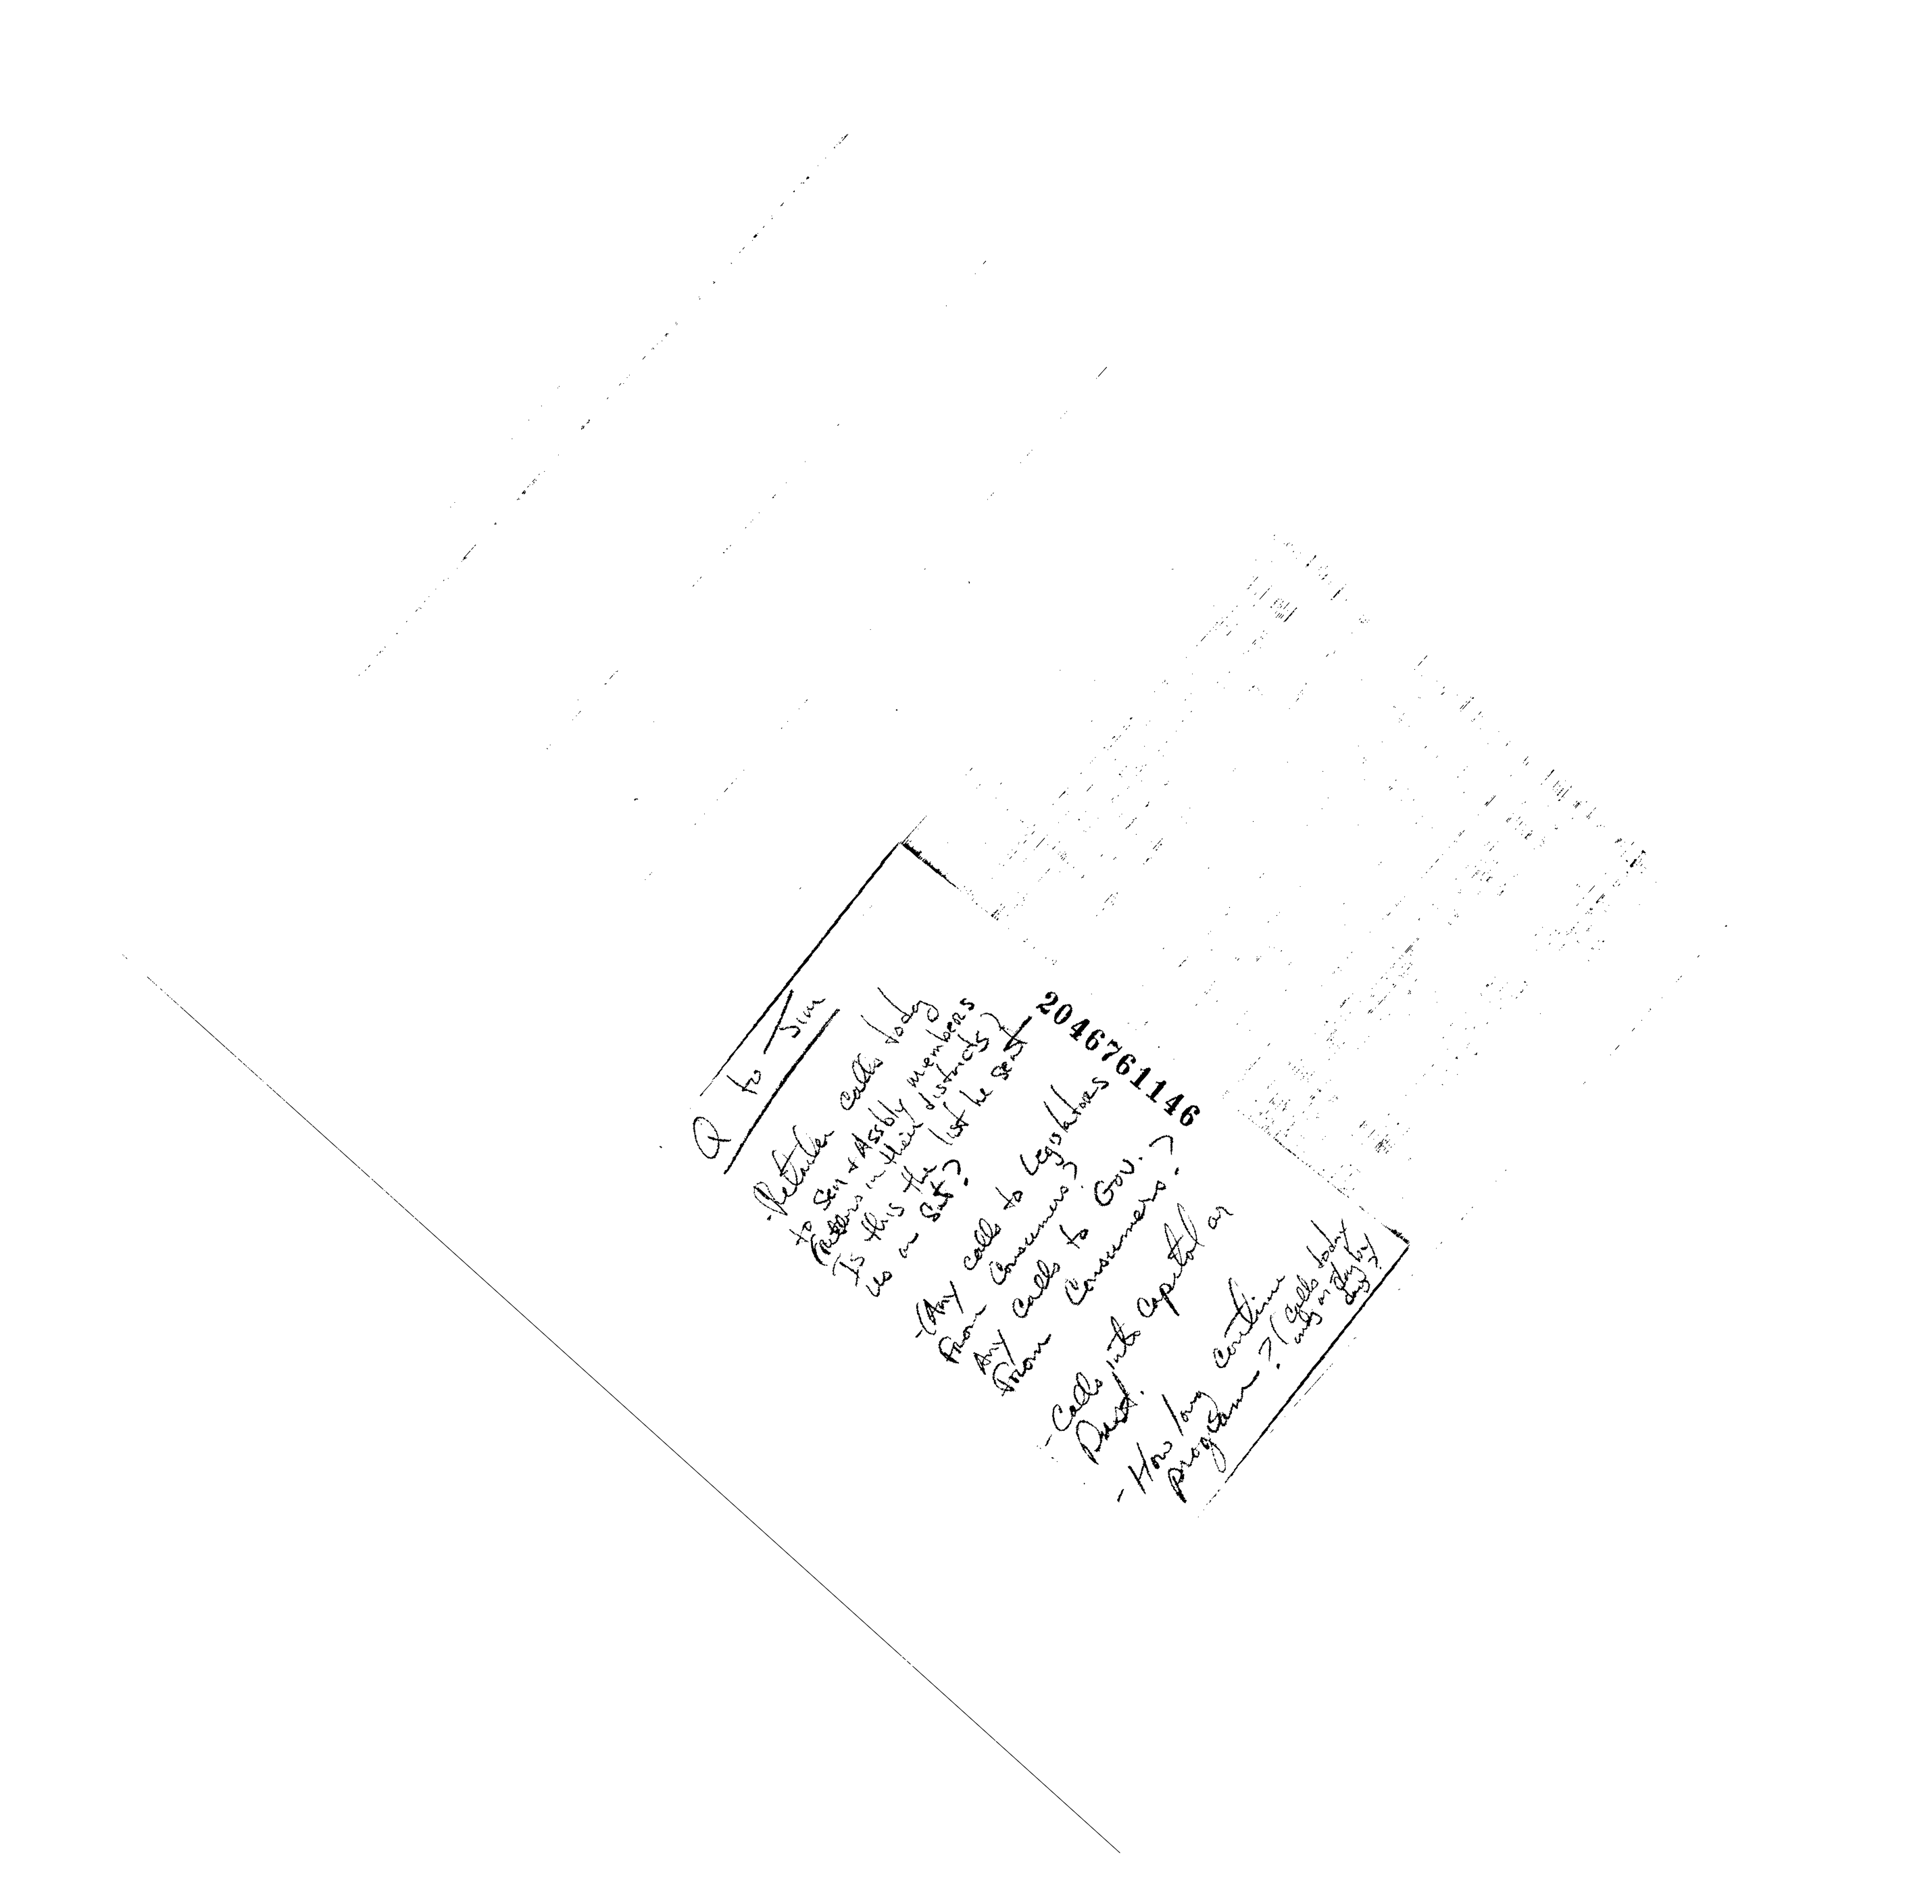 Q to Jim
- Retailer calls today
to Sen + Assbly members
in their districts?
Is this the list he sent
us on Sat?
- (Any calls to Legislators
From Consumers?
Any calls to Gov.?
From Consumers?
- Calls into Capitol or
Dist.
- How long continue
program? (calls today
only or day by
day?
2046761146